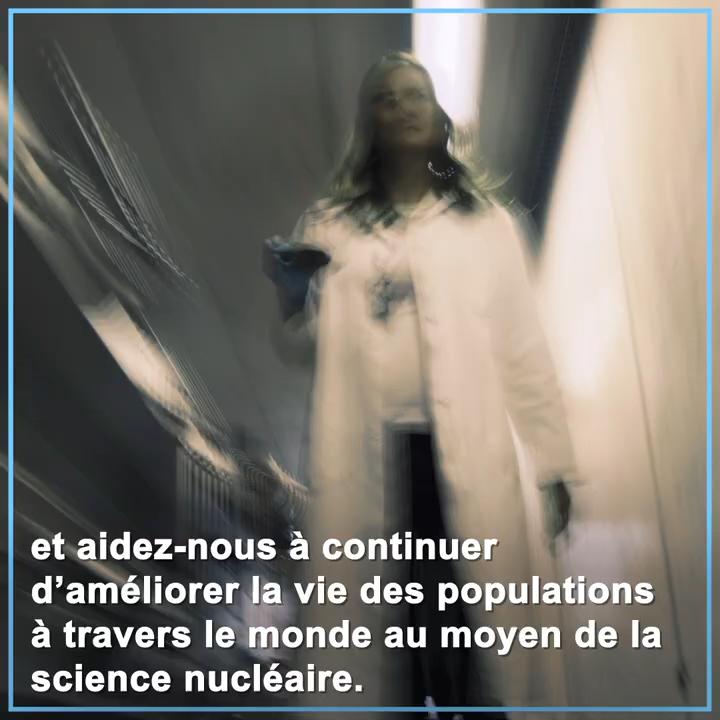 et aidez-nous à continuer
d’améliorer la vie des populations
à travers le monde au moyen de la
science nucléaire.